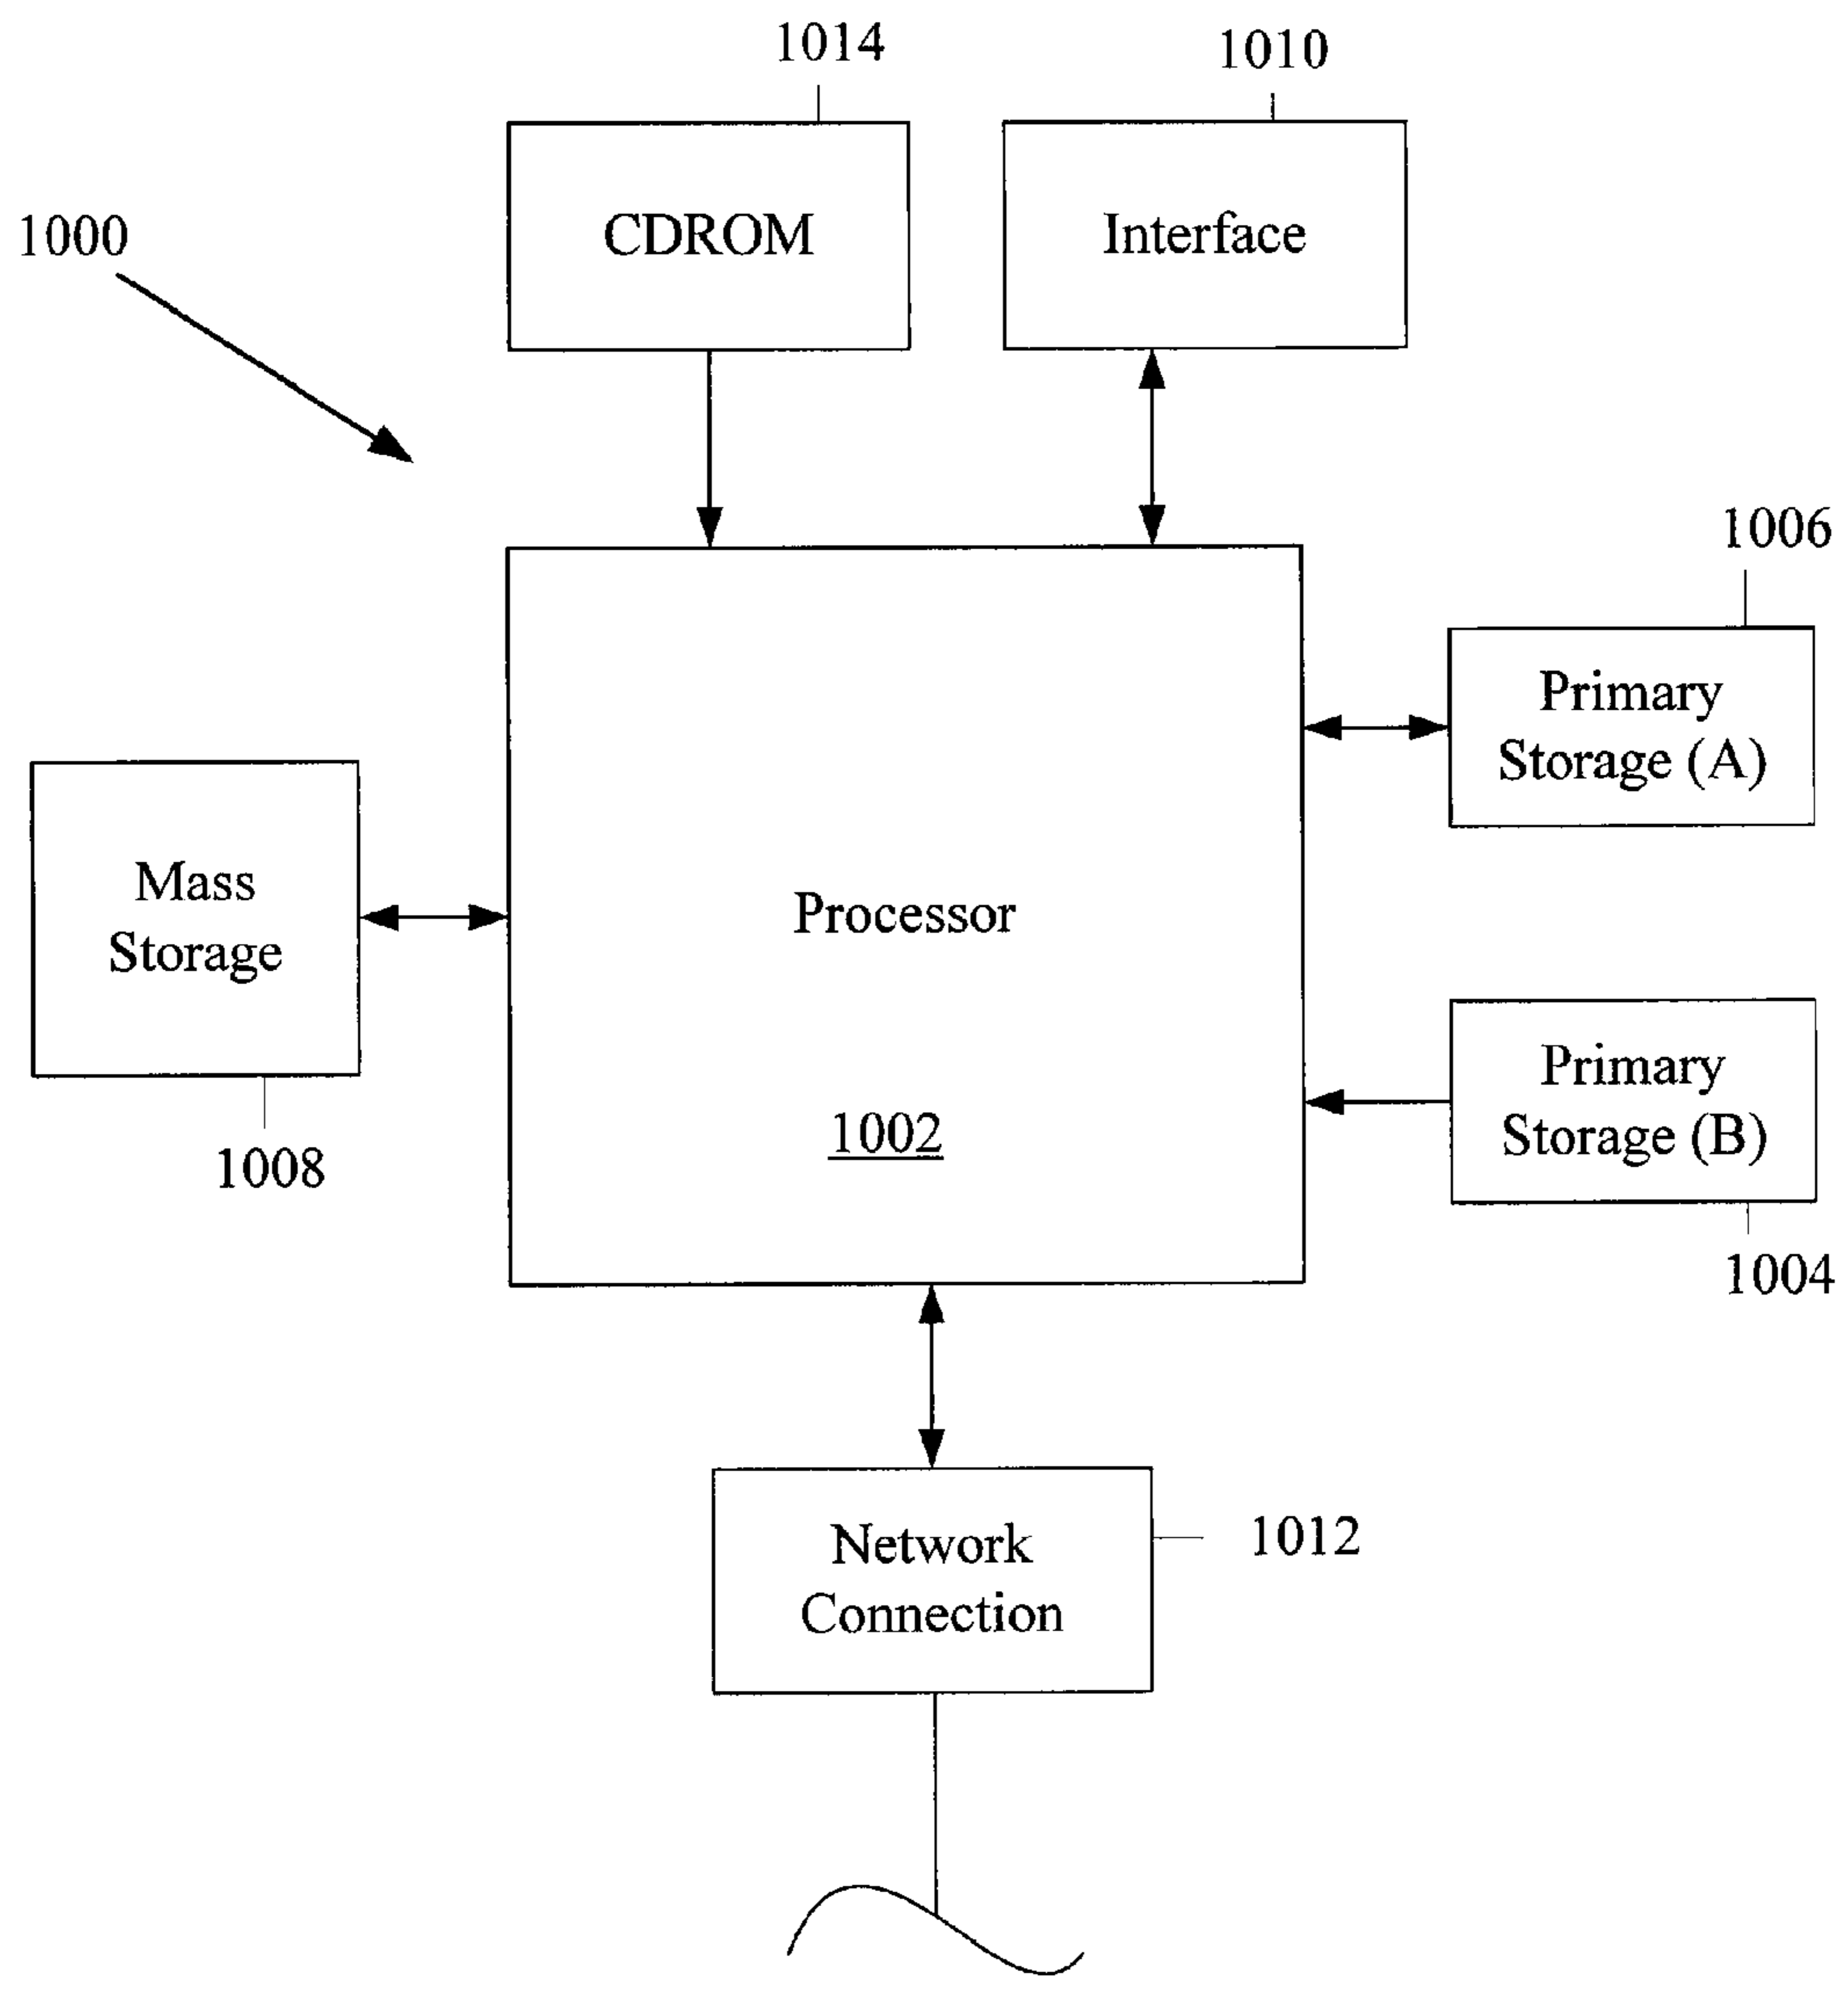 1014
1010
1000
CDROM
Interface
1006
Primary
Storage (A)
Mass
Storage
Processor
Primary
Storage (B)
1002
1008
1004
Network
Connection
1012